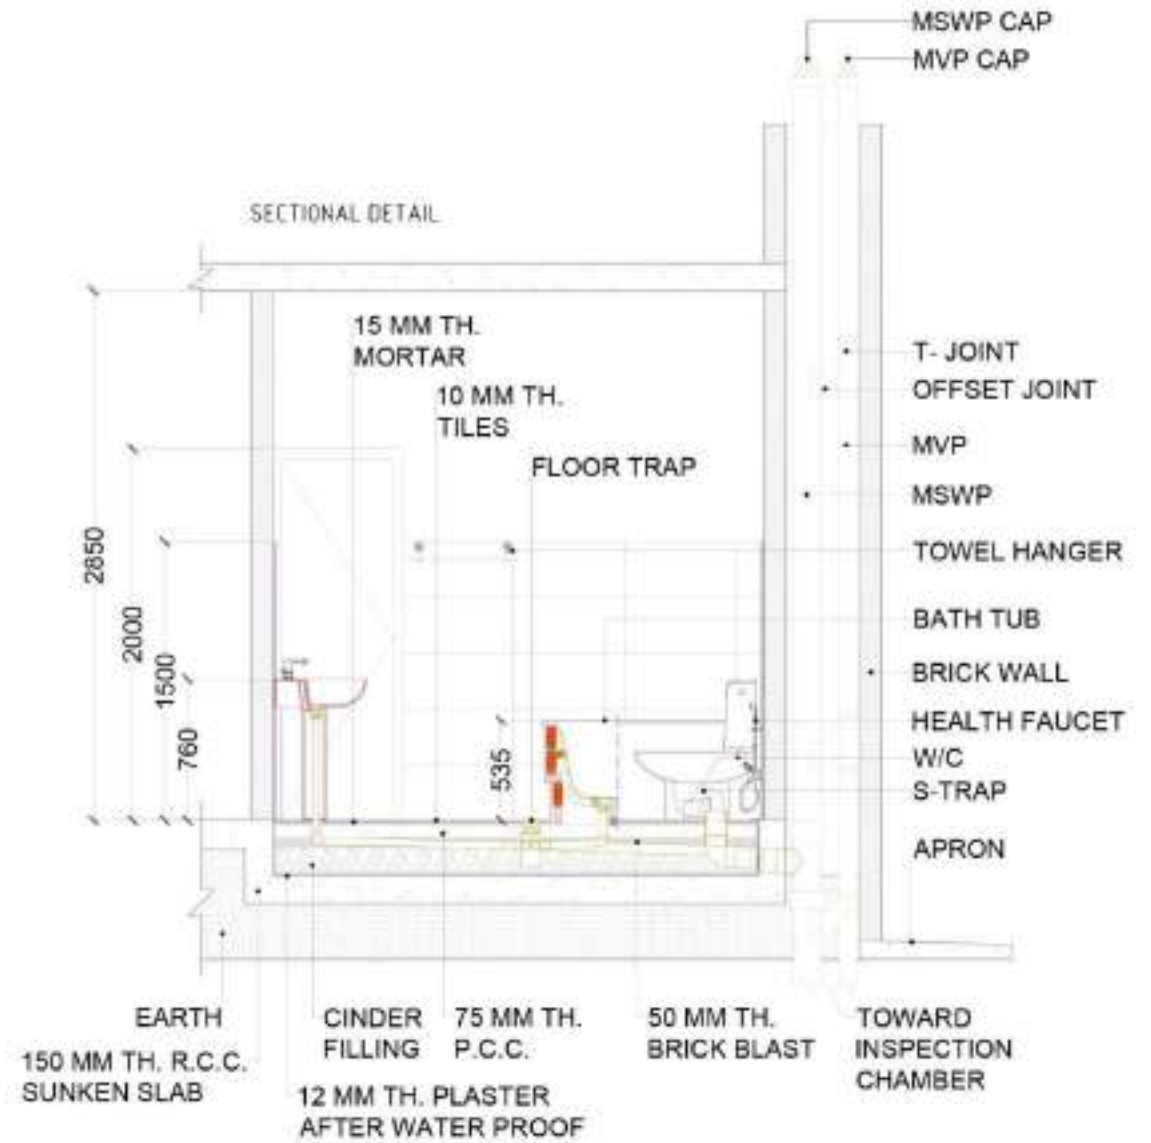 MSWP CAP
MVP CAP
SECTIONAL DETAIL
15 MM TH.
MORTAR
10 MM TH.
TILES
FLOOR TRAP
T- JOINT
OFFSET JOINT
MVP
MSWP
TOWEL HANGER
BATH TUB
BRICK WALL
HEALTH FAUCET
W/C
S-TRAP
APRON
2850
2000
1500
760
535
EARTH
150 MM TH. R.C.C.
SUNKEN SLAB
CINDER
FILLING
12 MM TH. PLASTER
AFTER WATER PROOF
75 MM TH.
P.C.C.
50 MM TH.
BRICK BLAST
TOWARD
INSPECTION
CHAMBER